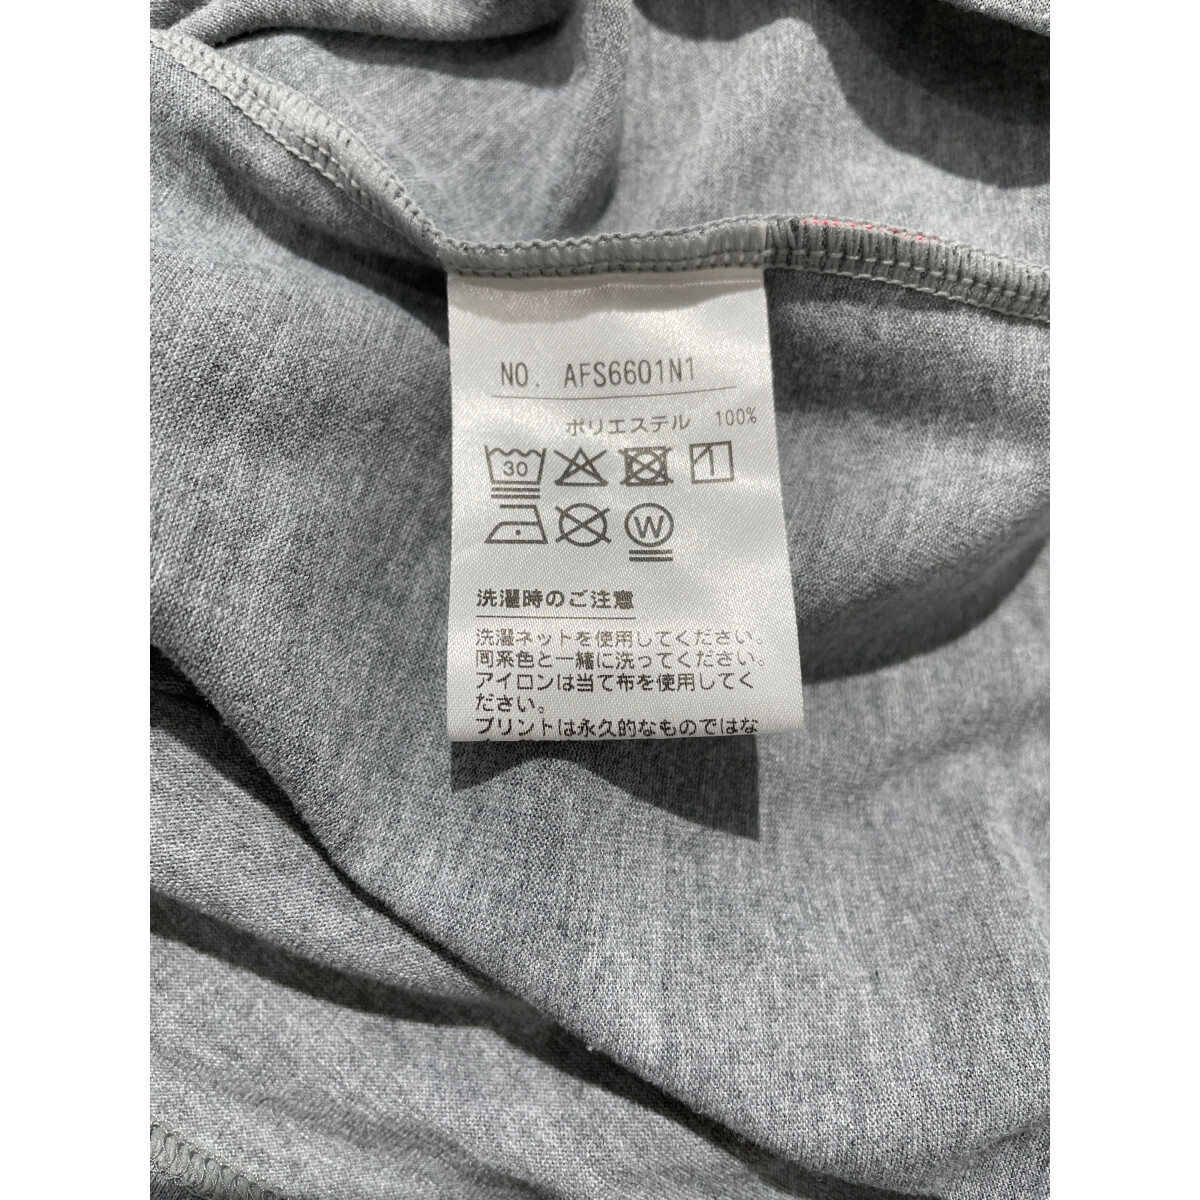 NO. AFS6601N1
ポリエステル 100%
30
W
洗濯時のご注意
洗濯ネットを使用してください。
同系色と一緒に洗ってください。
アイロンは当て布を使用してく
ださい。
プリントは永久的なものではな